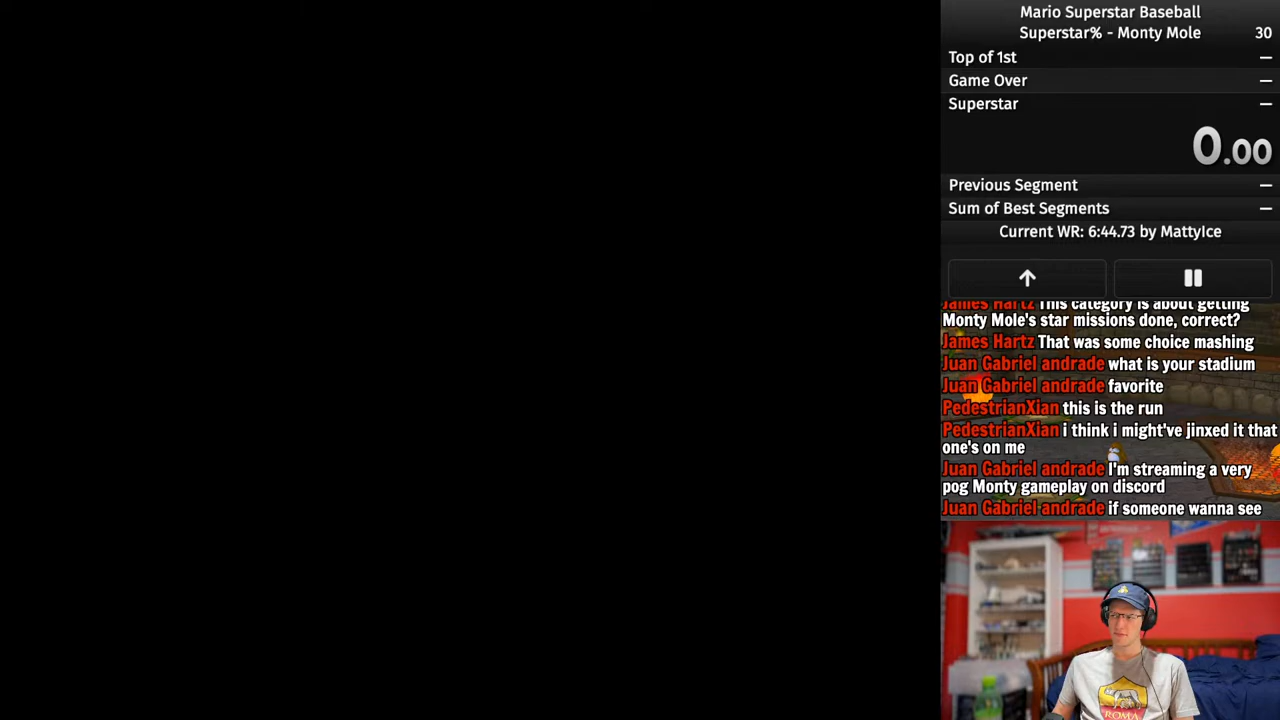 Mario Superstar Baseball
Superstar% - Monty Mole 30
Top of 1st –
Game Over –
Superstar –
0.00
Previous Segment –
Sum of Best Segments –
Current WR: 6:44.73 by MattyIce
James Hartz This category is about getting
Monty Mole's star missions done, correct?
James Hartz That was some choice mashing
Juan Gabriel andrade what is your stadium
Juan Gabriel andrade favorite
PedestrianXian this is the run
PedestrianXian i think i might've jinxed it that
one's on me
Juan Gabriel andrade I'm streaming a very
pog Monty gameplay on discord
Juan Gabriel andrade if someone wanna see
ROMA